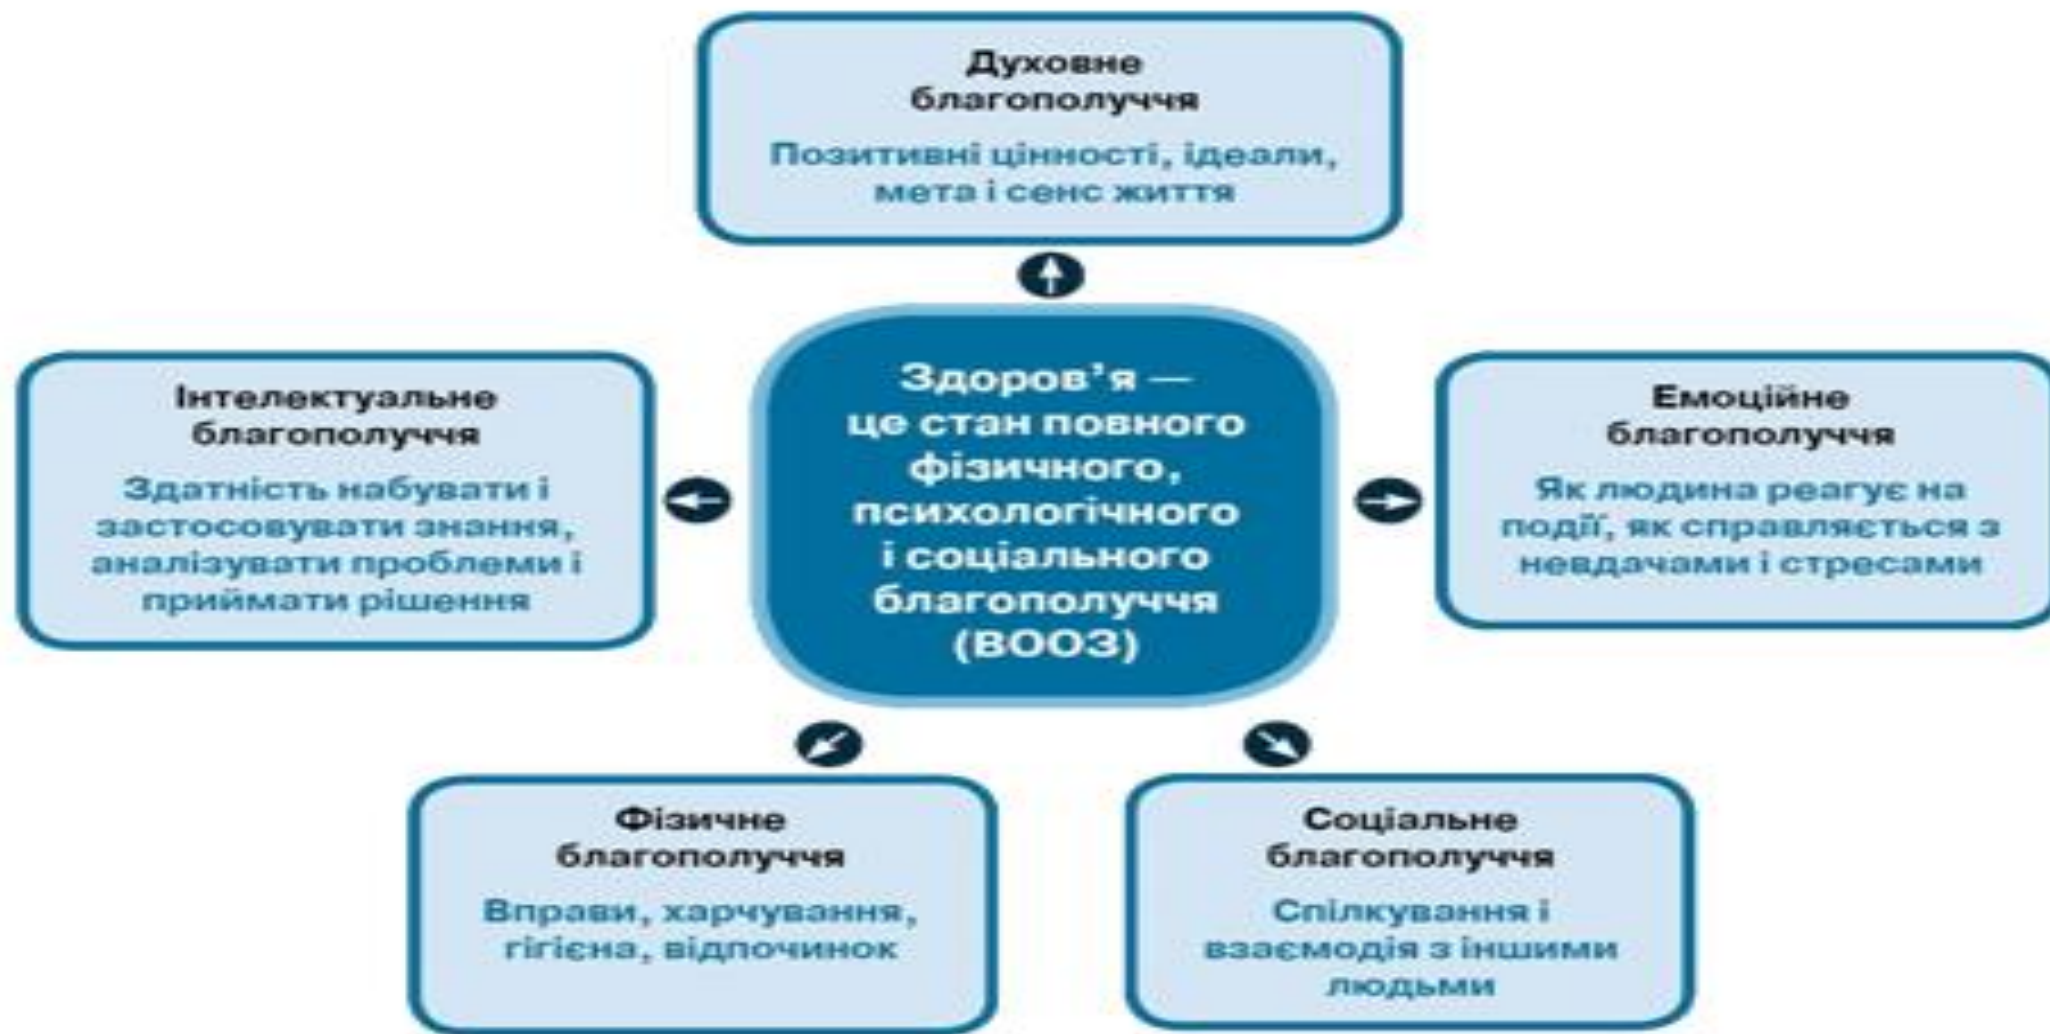 Духовне
благополуччя
Позитивні цінності, ідеали,
мета і сенс життя
Інтелектуальне
благополуччя
Здатність набувати і
застосовувати знання,
аналізувати проблеми і
приймати рішення
Здоров’я —
це стан повного
фізичного,
психологічного
і соціального
благополуччя
(ВООЗ)
Емоційне
благополуччя
Як людина реагує на
події, як справляється з
невдачами і стресами
Фізичне
благополуччя
Вправи, харчування,
гігієна, відпочинок
Соціальне
благополуччя
Спілкування і
взаємодія з іншими
людьми